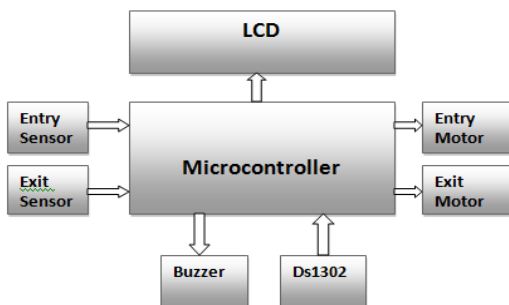 LCD
Entry
Sensor
Exit
Sensor
Microcontroller
Entry
Motor
Exit
Motor
Buzzer
Ds1302